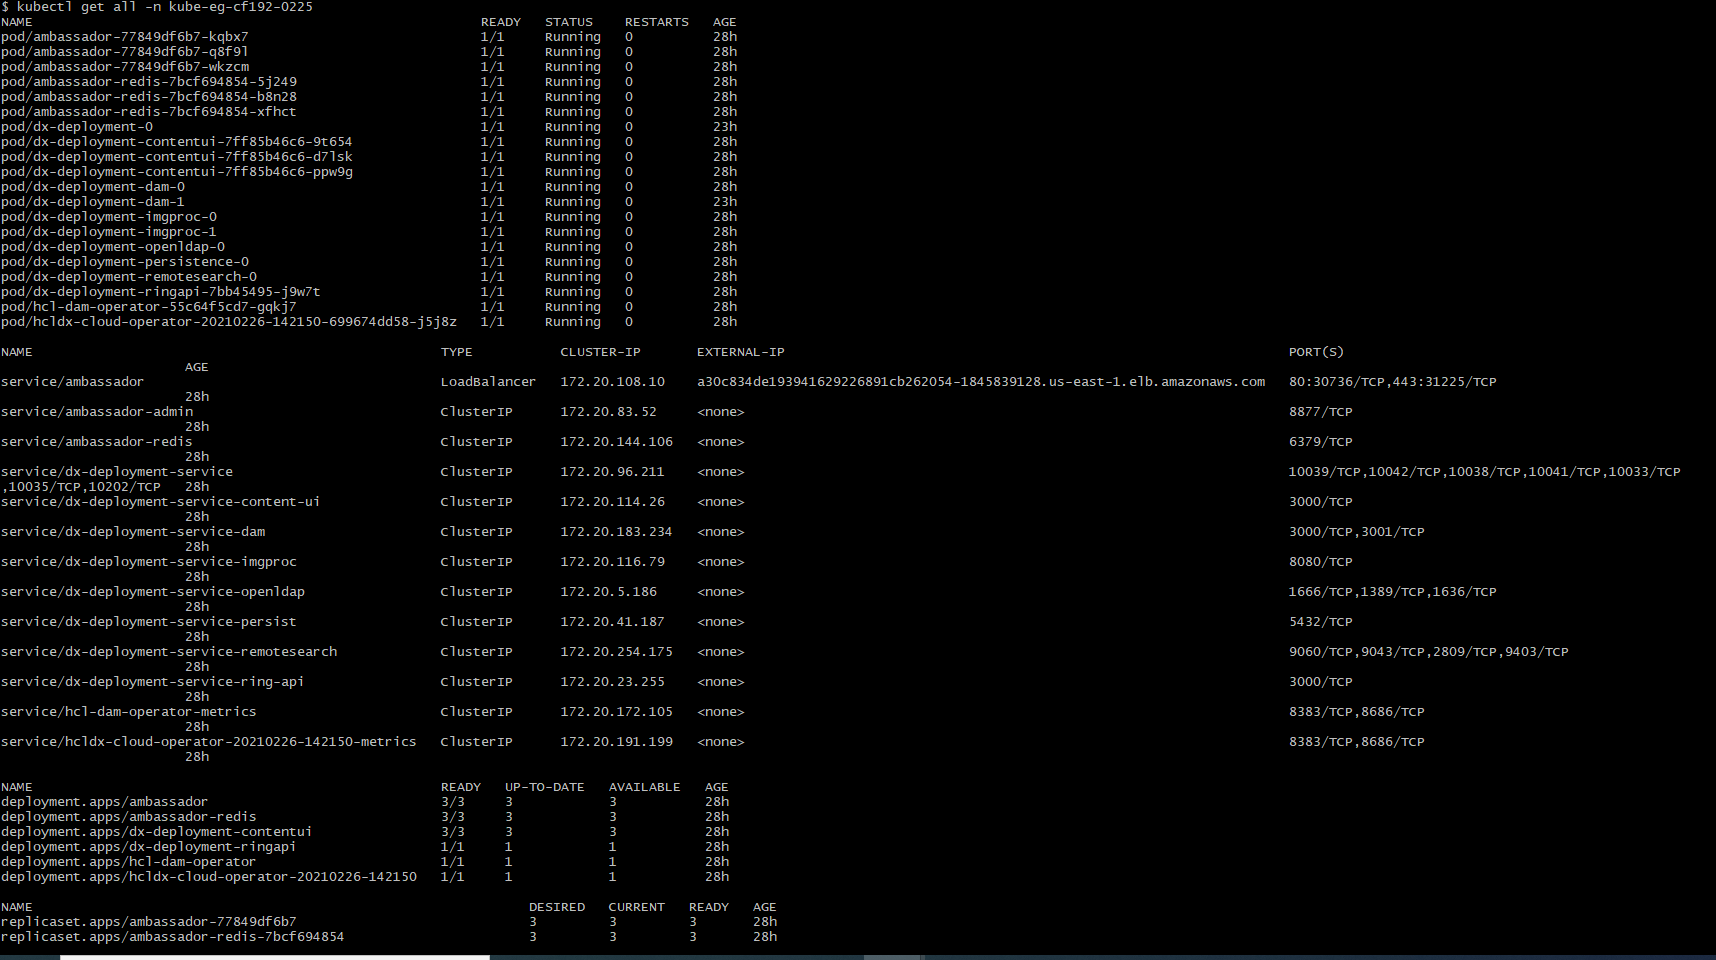 $ kubectl get all -n kube-eg-cf192-0225
NAME READY STATUS RESTARTS AGE
pod/ambassador-77849df6b7-kqbx7 1/1 Running 0 28h
pod/ambassador-77849df6b7-q8f9l 1/1 Running 0 28h
pod/ambassador-77849df6b7-wkzcm 1/1 Running 0 28h
pod/ambassador-redis-7bcf694854-5j249 1/1 Running 0 28h
pod/ambassador-redis-7bcf694854-b8n28 1/1 Running 0 28h
pod/ambassador-redis-7bcf694854-xfhct 1/1 Running 0 28h
pod/dx-deployment-0 1/1 Running 0 23h
pod/dx-deployment-contentui-7ff85b46c6-9t654 1/1 Running 0 28h
pod/dx-deployment-contentui-7ff85b46c6-d7lsk 1/1 Running 0 28h
pod/dx-deployment-contentui-7ff85b46c6-ppw9g 1/1 Running 0 28h
pod/dx-deployment-dam-0 1/1 Running 0 28h
pod/dx-deployment-dam-1 1/1 Running 0 23h
pod/dx-deployment-imgproc-0 1/1 Running 0 28h
pod/dx-deployment-imgproc-1 1/1 Running 0 28h
pod/dx-deployment-openldap-0 1/1 Running 0 28h
pod/dx-deployment-persistence-0 1/1 Running 0 28h
pod/dx-deployment-remotesearch-0 1/1 Running 0 28h
pod/dx-deployment-ringapi-7bb45495-j9w7t 1/1 Running 0 28h
pod/hcl-dam-operator-55c64f5cd7-gqkj7 1/1 Running 0 28h
pod/hcldx-cloud-operator-20210226-142150-699674dd58-j5j8z 1/1 Running 0 28h
NAME TYPE CLUSTER-IP EXTERNAL-IP PORT(S)
AGE
service/ambassador LoadBalancer 172.20.108.10 a30c834de193941629226891cb262054-1845839128.us-east-1.elb.amazonaws.com 80:30736/TCP,443:31225/TCP
28h
service/ambassador-admin ClusterIP 172.20.83.52 <none> 8877/TCP
28h
service/ambassador-redis ClusterIP 172.20.144.106 <none> 6379/TCP
28h
service/dx-deployment-service ClusterIP 172.20.96.211 <none> 10039/TCP,10042/TCP,10038/TCP,10041/TCP,10033/TCP
,10035/TCP,10202/TCP 28h
service/dx-deployment-service-content-ui ClusterIP 172.20.114.26 <none> 3000/TCP
28h
service/dx-deployment-service-dam ClusterIP 172.20.183.234 <none> 3000/TCP,3001/TCP
28h
service/dx-deployment-service-imgproc ClusterIP 172.20.116.79 <none> 8080/TCP
28h
service/dx-deployment-service-openldap ClusterIP 172.20.5.186 <none> 1666/TCP,1389/TCP,1636/TCP
28h
service/dx-deployment-service-persist ClusterIP 172.20.41.187 <none> 5432/TCP
28h
service/dx-deployment-service-remotesearch ClusterIP 172.20.254.175 <none> 9060/TCP,9043/TCP,2809/TCP,9403/TCP
28h
service/dx-deployment-service-ring-api ClusterIP 172.20.23.255 <none> 3000/TCP
28h
service/hcl-dam-operator-metrics ClusterIP 172.20.172.105 <none> 8383/TCP,8686/TCP
28h
service/hcldx-cloud-operator-20210226-142150-metrics ClusterIP 172.20.191.199 <none> 8383/TCP,8686/TCP
28h
NAME READY UP-TO-DATE AVAILABLE AGE
deployment.apps/ambassador 3/3 3 3 28h
deployment.apps/ambassador-redis 3/3 3 3 28h
deployment.apps/dx-deployment-contentui 3/3 3 3 28h
deployment.apps/dx-deployment-ringapi 1/1 1 1 28h
deployment.apps/hcl-dam-operator 1/1 1 1 28h
deployment.apps/hcldx-cloud-operator-20210226-142150 1/1 1 1 28h
NAME DESIRED CURRENT READY AGE
replicaset.apps/ambassador-77849df6b7 3 3 3 28h
replicaset.apps/ambassador-redis-7bcf694854 3 3 3 28h